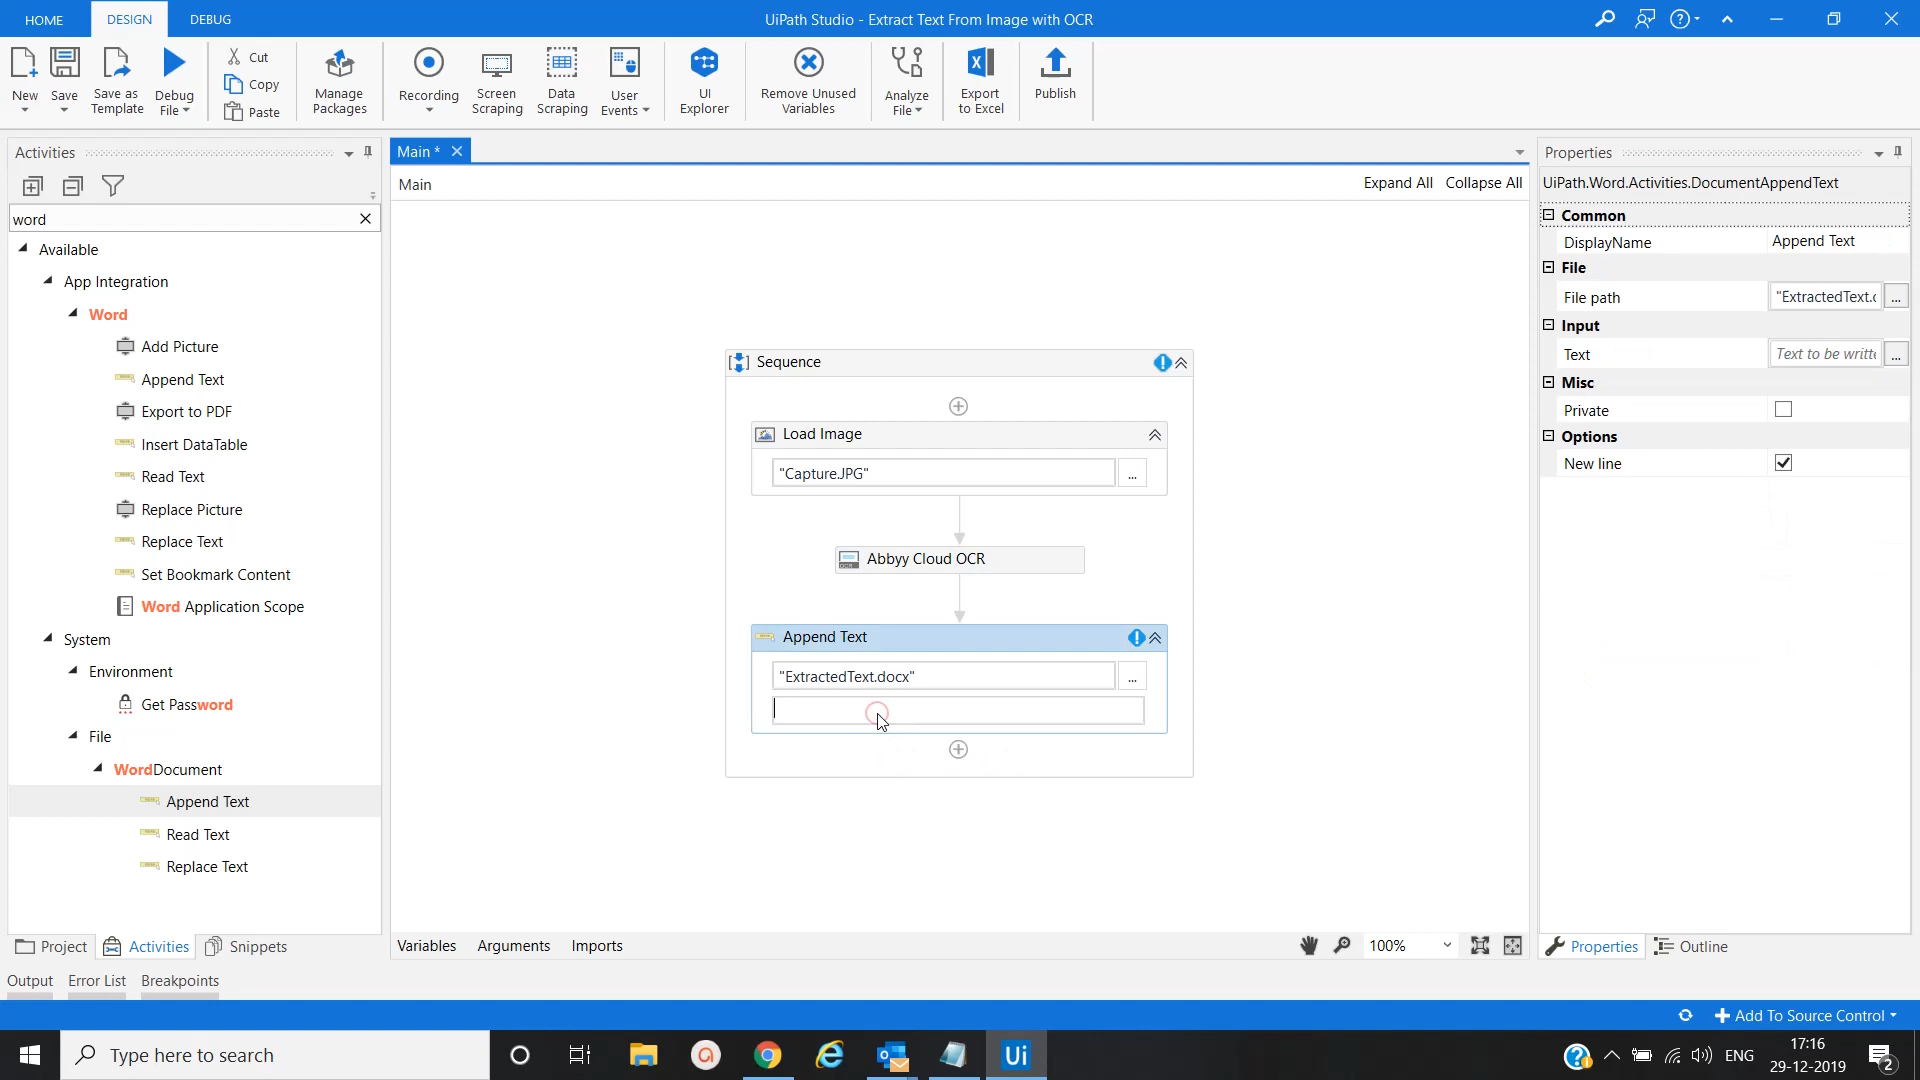 HOME
DESIGN
DEBUG
UiPath Studio - Extract Text From Image with OCR
New
Save
Save as
Template
Debug
File
Cut
Copy
Paste
Manage
Packages
Recording
Screen
Scraping
Data
Scraping
User
Events
UI
Explorer
Remove Unused
Variables
Analyze
File
Export
to Excel
Publish
Activities
word
Available
App Integration
Word
Add Picture
Append Text
Export to PDF
Insert DataTable
Read Text
Replace Picture
Replace Text
Set Bookmark Content
Word Application Scope
System
Environment
Get Password
File
WordDocument
Append Text
Read Text
Replace Text
Project
Activities
Snippets
Output
Error List
Breakpoints
Main *
Main
Expand All
Collapse All
Sequence
Load Image
"Capture.JPG"
...
Abbyy Cloud OCR
Append Text
"ExtractedText.docx"
...
Variables
Arguments
Imports
100%
Properties
UiPath.Word.Activities.DocumentAppendText
Common
DisplayName
Append Text
File
File path
"ExtractedText.c
...
Input
Text
Text to be writte
...
Misc
Private
Options
New line
Properties
Outline
Add To Source Control
Type here to search
Ui
ENG
17:16
29-12-2019
2